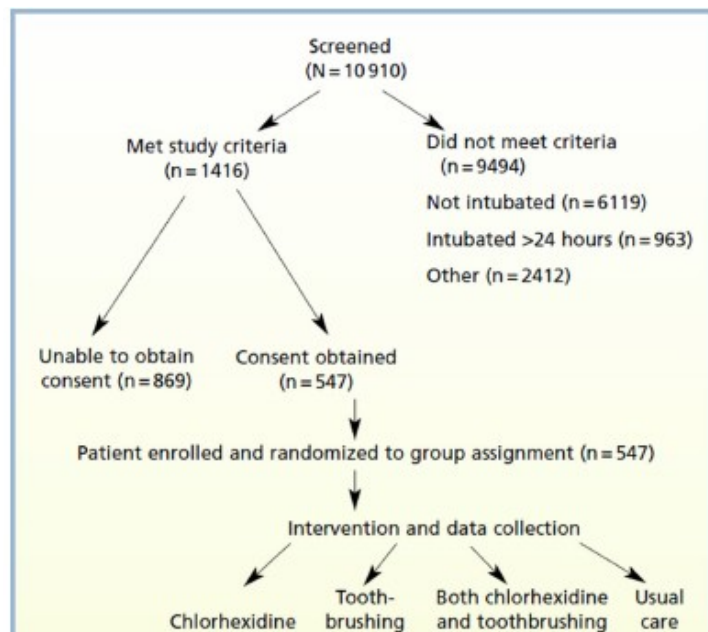 Screened
(N = 10 910)
Met study criteria
(n = 1416)
Did not meet criteria
(n = 9494)
Not intubated (n = 6119)
Intubated >24 hours (n = 963)
Other (n = 2412)
Unable to obtain
consent (n = 869)
Consent obtained
(n = 547)
Patient enrolled and randomized to group assignment (n = 547)
Intervention and data collection
Chlorhexidine
Tooth-
brushing
Both chlorhexidine
and toothbrushing
Usual
care